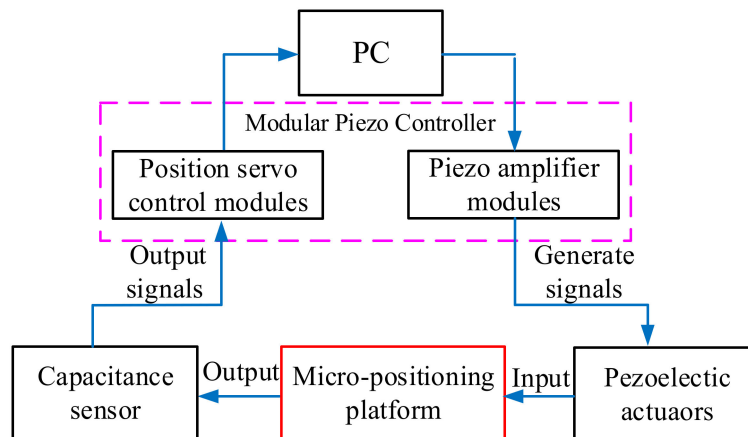 PC
Modular Piezo Controller
Position servo
control modules
Piezo amplifier
modules
Output
signals
Generate
signals
Capacitance
sensor
Output
Micro-positioning
platform
Input
Pezoelectic
actuaors